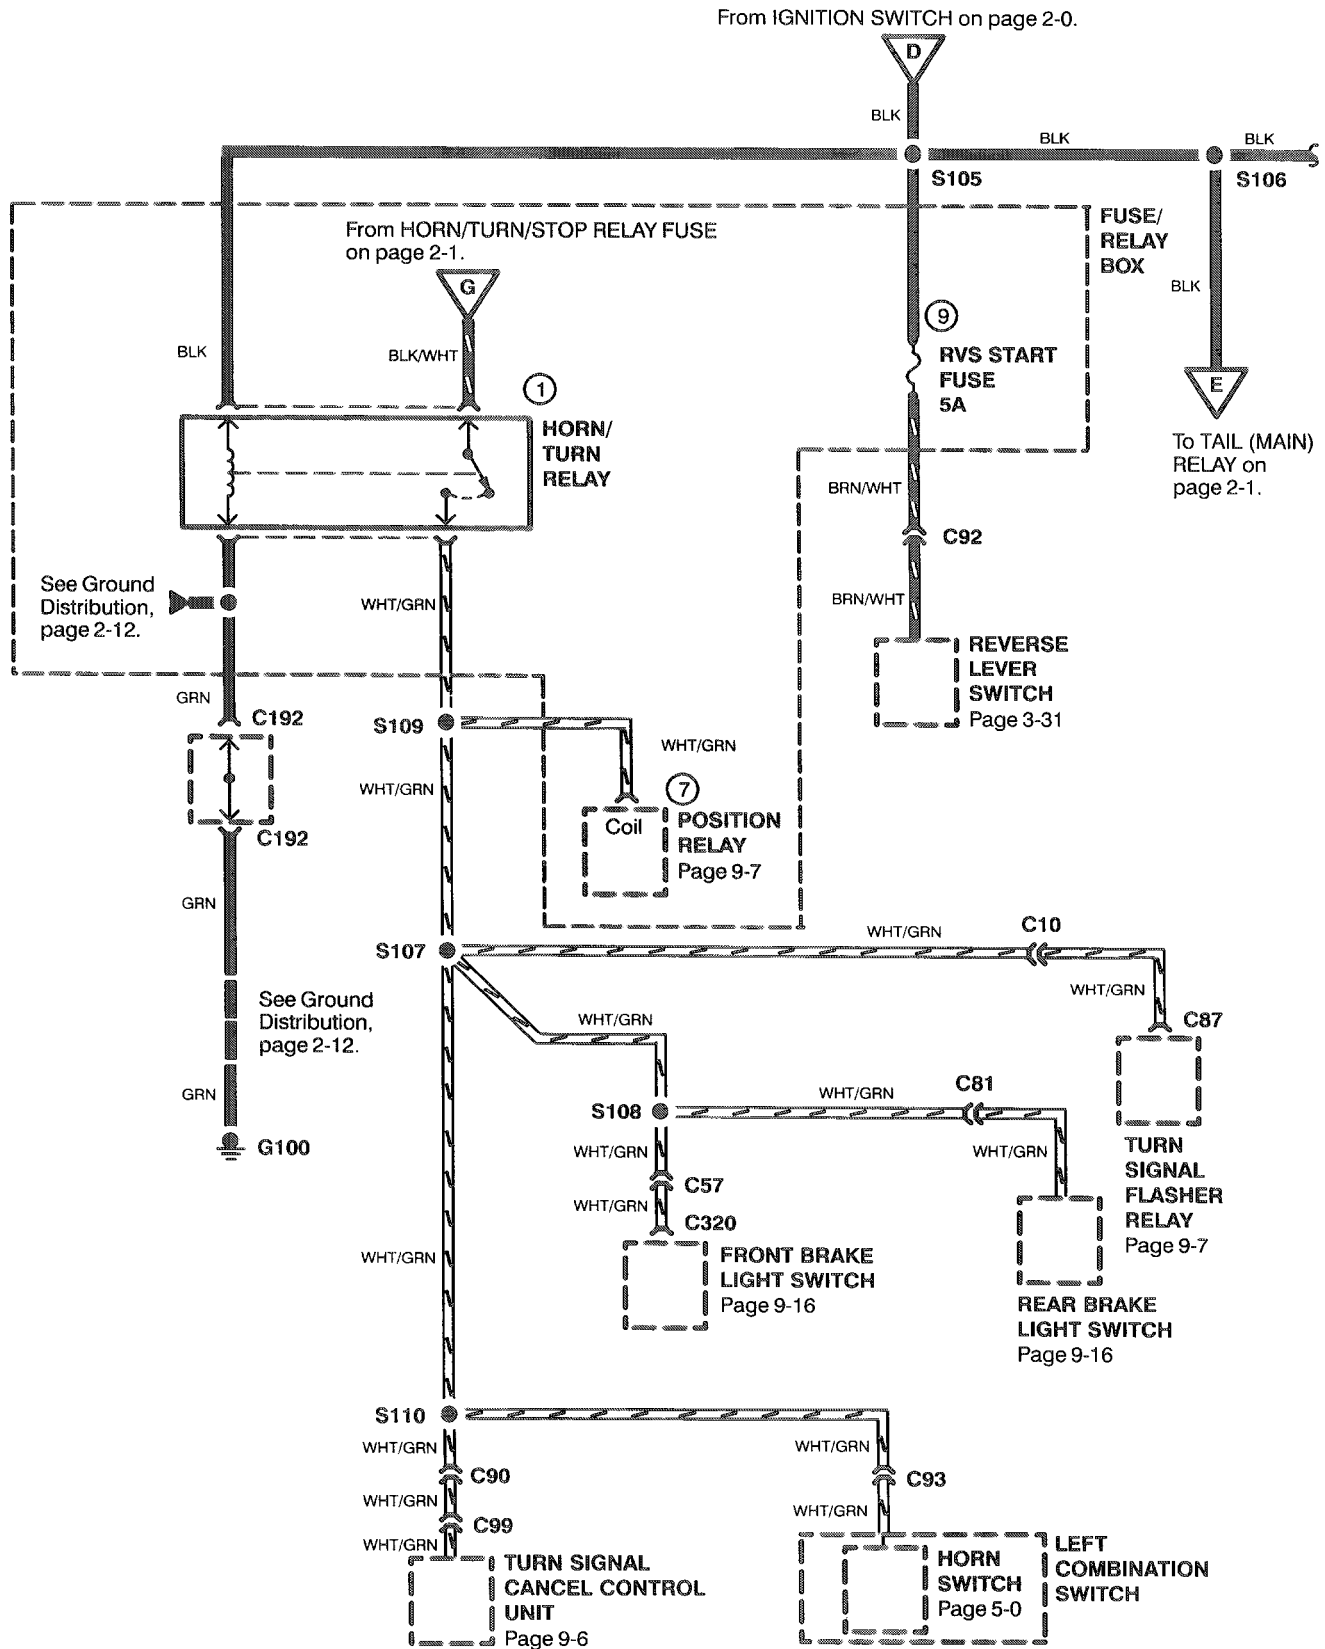 From IGNITION SWITCH on page 2-0.
D
BLK
BLK
BLK
S105
S106
FUSE/
RELAY
BOX
From HORN/TURN/STOP RELAY FUSE
on page 2-1.
G
BLK
BLK
BLK/WHT
9
RVS START
FUSE
5A
E
1
HORN/
TURN
RELAY
To TAIL (MAIN)
RELAY on
page 2-1.
BRN/WHT
C92
See Ground
Distribution,
page 2-12.
WHT/GRN
BRN/WHT
REVERSE
LEVER
SWITCH
Page 3-31
GRN
C192
S109
WHT/GRN
WHT/GRN
7
Coil
POSITION
RELAY
Page 9-7
C192
GRN
S107
WHT/GRN
C10
WHT/GRN
C87
See Ground
Distribution,
page 2-12.
WHT/GRN
GRN
S108
WHT/GRN
C81
G100
WHT/GRN
WHT/GRN
C57
WHT/GRN
C320
TURN
SIGNAL
FLASHER
RELAY
Page 9-7
WHT/GRN
FRONT BRAKE
LIGHT SWITCH
Page 9-16
REAR BRAKE
LIGHT SWITCH
Page 9-16
S110
WHT/GRN
WHT/GRN
C90
C93
WHT/GRN
WHT/GRN
C99
WHT/GRN
TURN SIGNAL
CANCEL CONTROL
UNIT
Page 9-6
HORN
SWITCH
Page 5-0
LEFT
COMBINATION
SWITCH